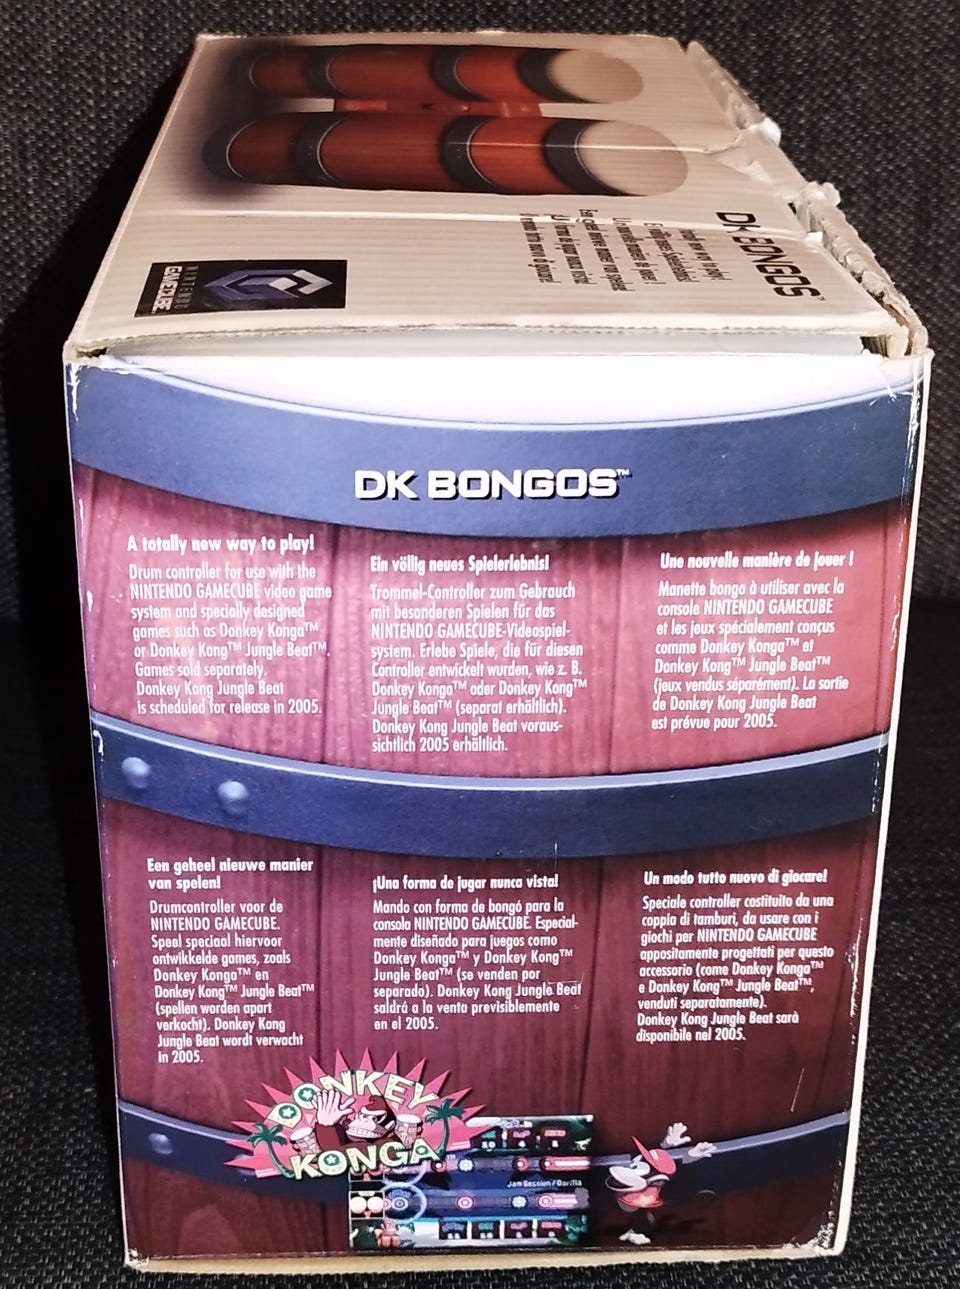 DK BONGOS™
NINTENDO
GAMECUBE
DK BONGOS™
A totally new way to play!
Drum controller for use with the
NINTENDO GAMECUBE video game
system and specially designed
games such as Donkey Konga™
or Donkey Kong™ Jungle Beat™.
Games sold separately.
Donkey Kong Jungle Beat
is scheduled for release in 2005.
Ein völlig neues Spielerlebnis!
Trommel-Controller zum Gebrauch
mit besonderen Spielen für das
NINTENDO GAMECUBE-Videospiel-
system. Erlebe Spiele, die für diesen
Controller entwickelt wurden, wie z. B.
Donkey Konga™ oder Donkey Kong™
Jungle Beat™ (separat erhältlich).
Donkey Kong Jungle Beat voraus-
sichtlich 2005 erhältlich.
Une nouvelle manière de jouer !
Manette bongo à utiliser avec la
console NINTENDO GAMECUBE
et les jeux spécialement conçus
comme Donkey Konga™ et
Donkey Kong™ Jungle Beat™
(jeux vendus séparément). La sortie
de Donkey Kong Jungle Beat
est prévue pour 2005.
Een geheel nieuwe manier
van spelen!
Drumcontroller voor de
NINTENDO GAMECUBE.
Speel speciaal hiervoor
ontwikkelde games, zoals
Donkey Konga™ en
Donkey Kong™ Jungle Beat™
(spellen worden apart
verkocht). Donkey Kong
Jungle Beat wordt verwacht
in 2005.
¡Una forma de jugar nunca vista!
Mando con forma de bongó para la
consola NINTENDO GAMECUBE. Especial-
mente diseñado para juegos como
Donkey Konga™ y Donkey Kong™
Jungle Beat™ (se venden por
separado). Donkey Kong Jungle Beat
saldrá a la venta previsiblemente
en el 2005.
Un modo tutto nuovo di giocare!
Speciale controller costituito da una
coppia di tamburi, da usare con i
giochi per NINTENDO GAMECUBE
appositamente progettati per questo
accessorio (come Donkey Konga™
e Donkey Kong™ Jungle Beat™,
venduti separatamente).
Donkey Kong Jungle Beat sarà
disponibile nel 2005.
DONKEY
KONGA
Jam Session / Gorilla